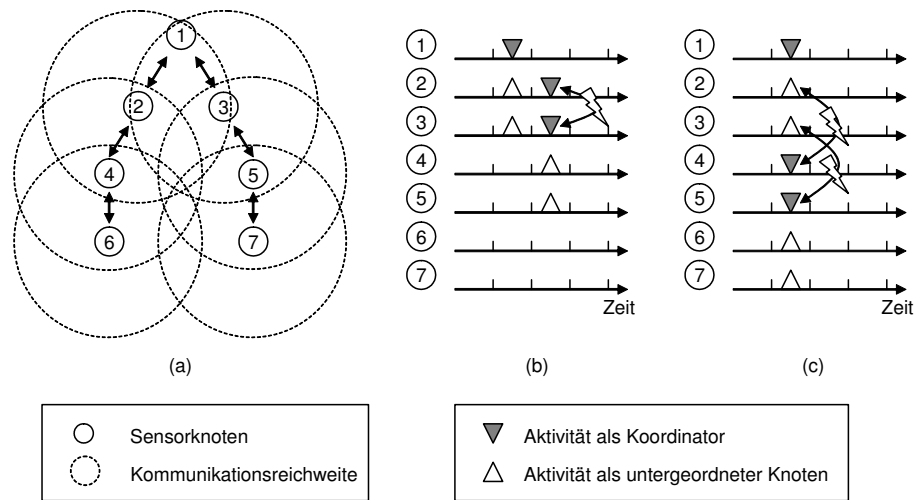 1
2
3
4
5
6
7
(a)
1
2
3
4
5
6
7
Zeit
(b)
1
2
3
4
5
6
7
Zeit
(c)
Sensorknoten
Kommunikationsreichweite
Aktivität als Koordinator
Aktivität als untergeordneter Knoten